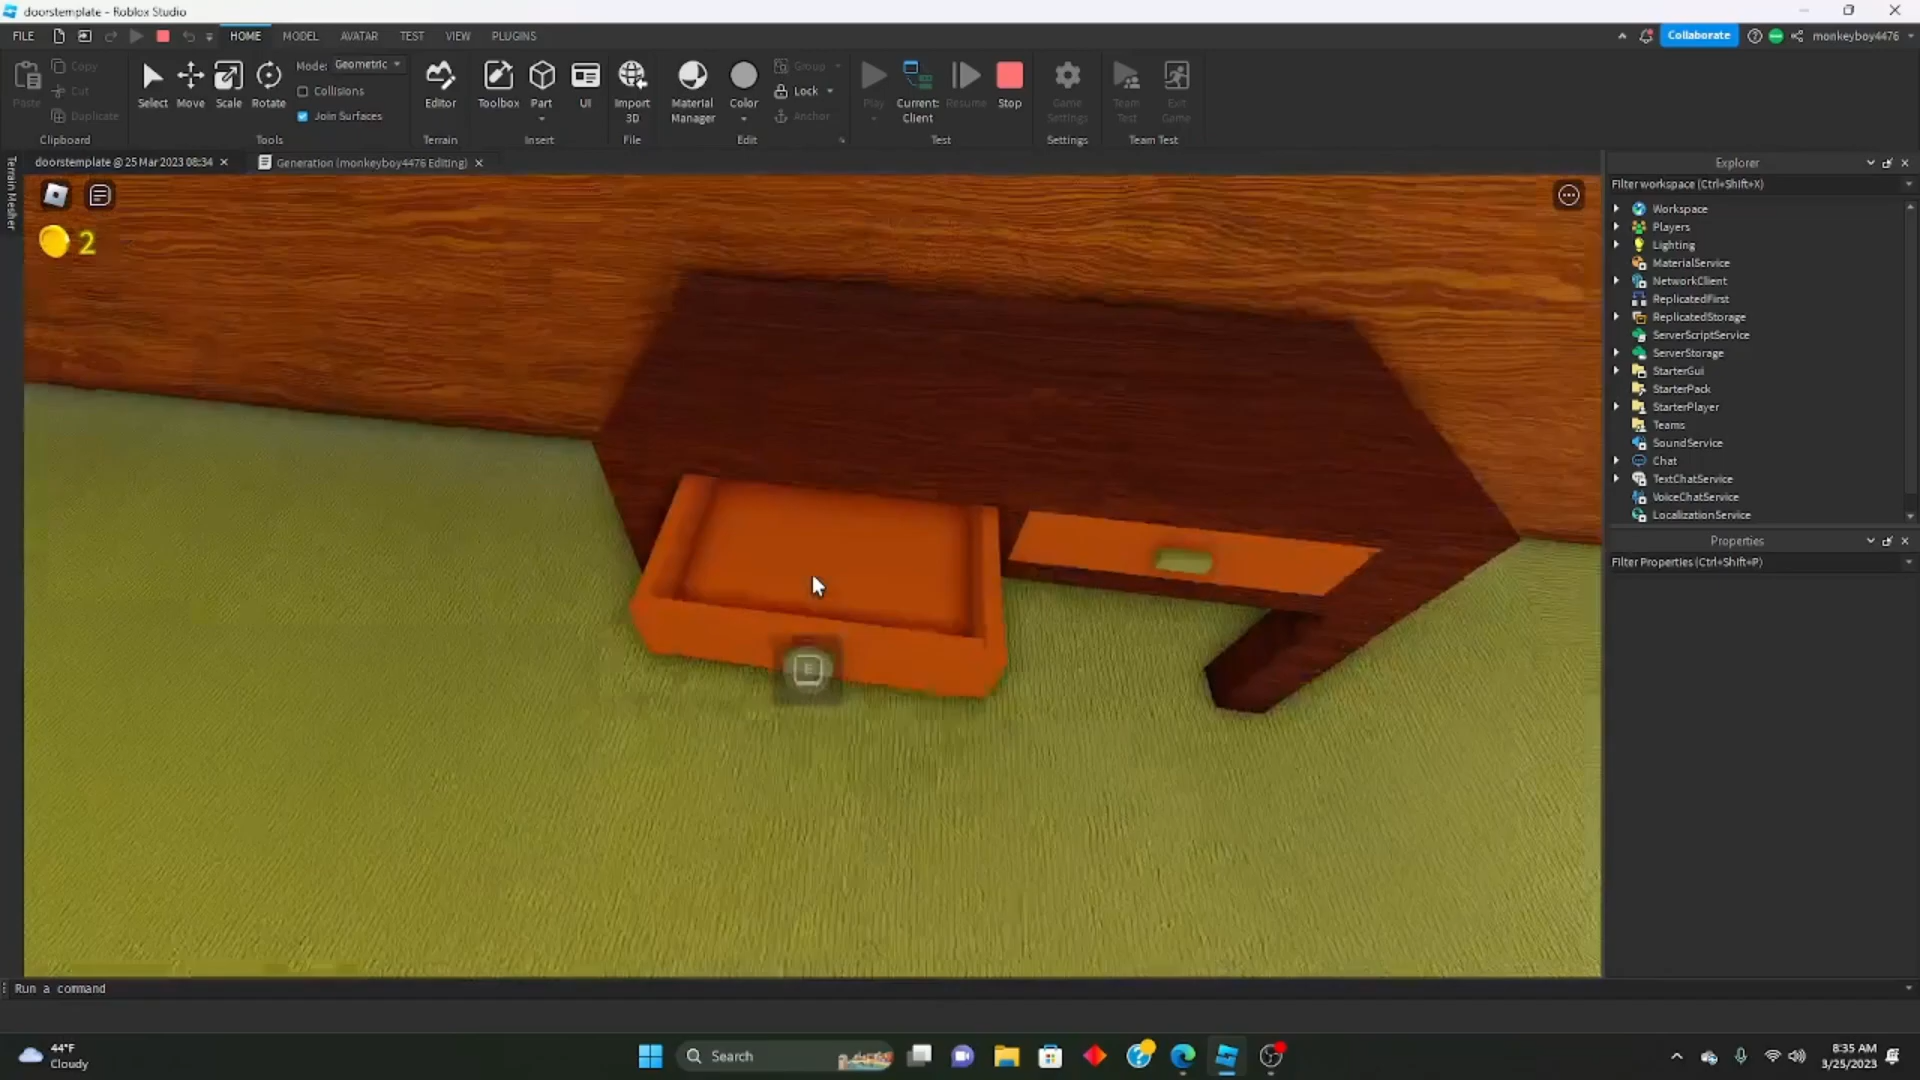 doorstemplate - Roblox Studio
FILE HOME MODEL AVATAR TEST VIEW PLUGINS Collaborate monkeyboy4476
Paste Copy Cut Duplicate Clipboard
Select Move Scale Rotate Mode: Geometric Collisions Join Surfaces Tools
Editor Terrain
Toolbox Part UI Insert
Import 3D File
Material Manager Color Group Lock Anchor Edit
Play Current: Client Resume Stop Test
Game Settings Settings
Team Test Exit Game Team Test
doorstemplate @ 25 Mar 2023 08:34 Generation (monkeyboy4476 Editing)
Terrain Mesher
2
E
Explorer
Filter workspace (Ctrl+Shift+X)
Workspace
Players
Lighting
MaterialService
NetworkClient
ReplicatedFirst
ReplicatedStorage
ServerScriptService
ServerStorage
StarterGui
StarterPack
StarterPlayer
Teams
SoundService
Chat
TextChatService
VoiceChatService
LocalizationService
Properties
Filter Properties (Ctrl+Shift+P)
Run a command
44°F
Cloudy
Search
8:35 AM
3/25/2023